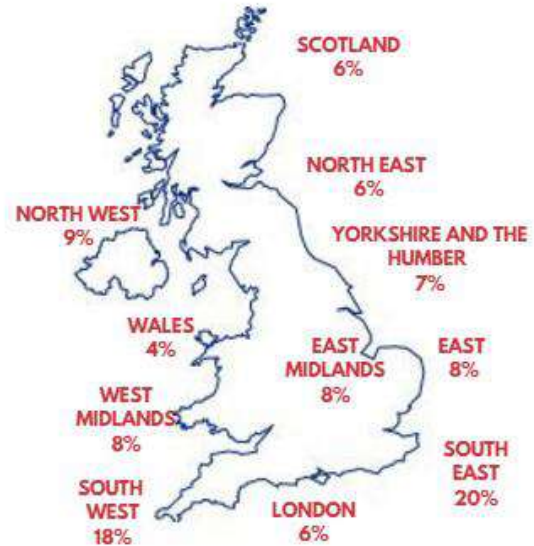 SCOTLAND
6%
NORTH EAST
6%
NORTH WEST
9%
YORKSHIRE AND THE
HUMBER
7%
WALES
4%
EAST
MIDLANDS
8%
EAST
8%
WEST
MIDLANDS
8%
SOUTH
EAST
20%
SOUTH
WEST
18%
LONDON
6%